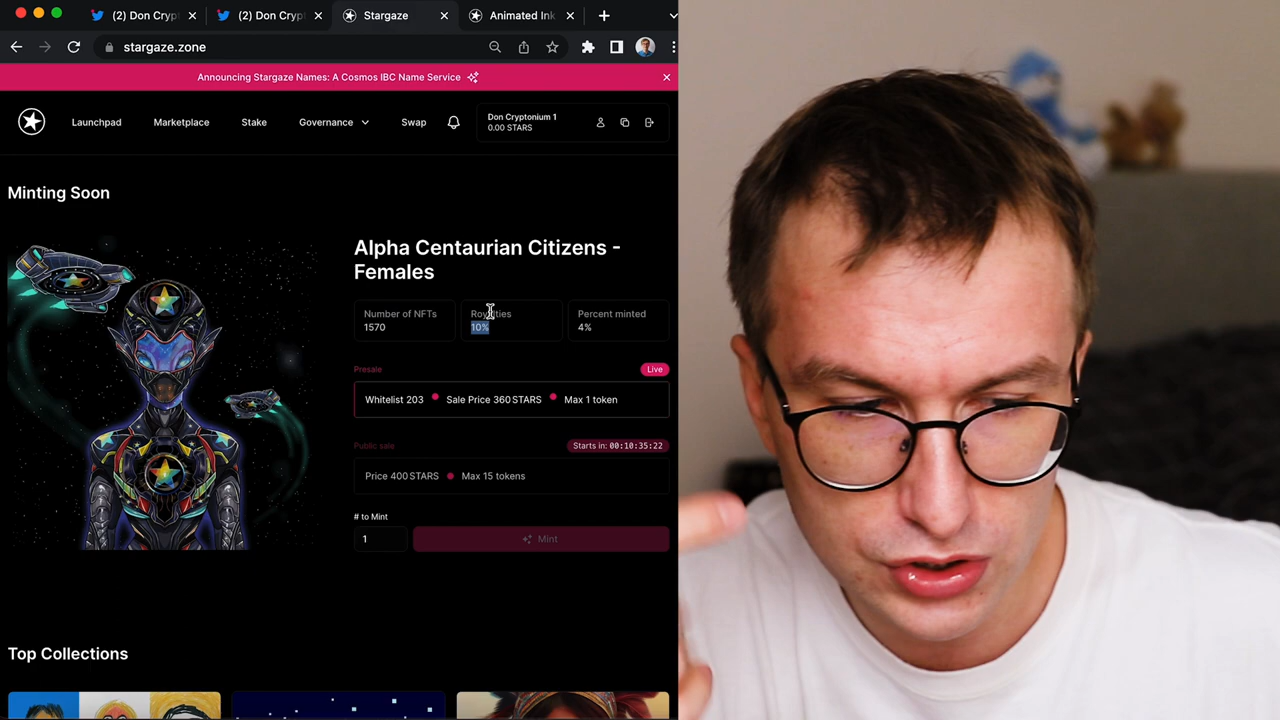 (2) Don Crypt
(2) Don Crypt
Stargaze
Animated Ink
stargaze.zone
Announcing Stargaze Names: A Cosmos IBC Name Service
Launchpad
Marketplace
Stake
Governance
Swap
Don Cryptonium 1
0.00 STARS
Minting Soon
Alpha Centaurian Citizens -
Females
Number of NFTs
1570
Royalties
10%
Percent minted
4%
Presale
Live
Whitelist 203
Sale Price 360 STARS
Max 1 token
Public sale
Starts in: 00:10:35:22
Price 400 STARS
Max 15 tokens
# to Mint
1
Mint
Top Collections